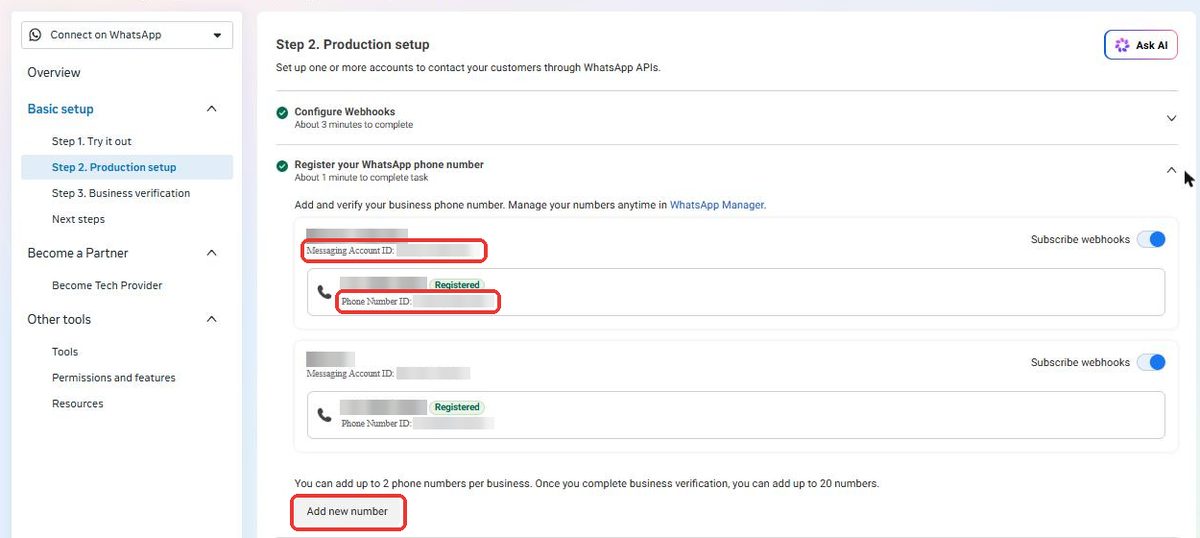 Connect on WhatsApp
Overview
Basic setup
Step 1. Try it out
Step 2. Production setup
Step 3. Business verification
Next steps
Become a Partner
Become Tech Provider
Other tools
Tools
Permissions and features
Resources
Step 2. Production setup
Ask AI
Set up one or more accounts to contact your customers through WhatsApp APIs.
Configure Webhooks
About 3 minutes to complete
Register your WhatsApp phone number
About 1 minute to complete task
Add and verify your business phone number. Manage your numbers anytime in WhatsApp Manager.
Messaging Account ID:
Subscribe webhooks
Registered
Phone Number ID:
Messaging Account ID:
Subscribe webhooks
Registered
Phone Number ID:
You can add up to 2 phone numbers per business. Once you complete business verification, you can add up to 20 numbers.
Add new number